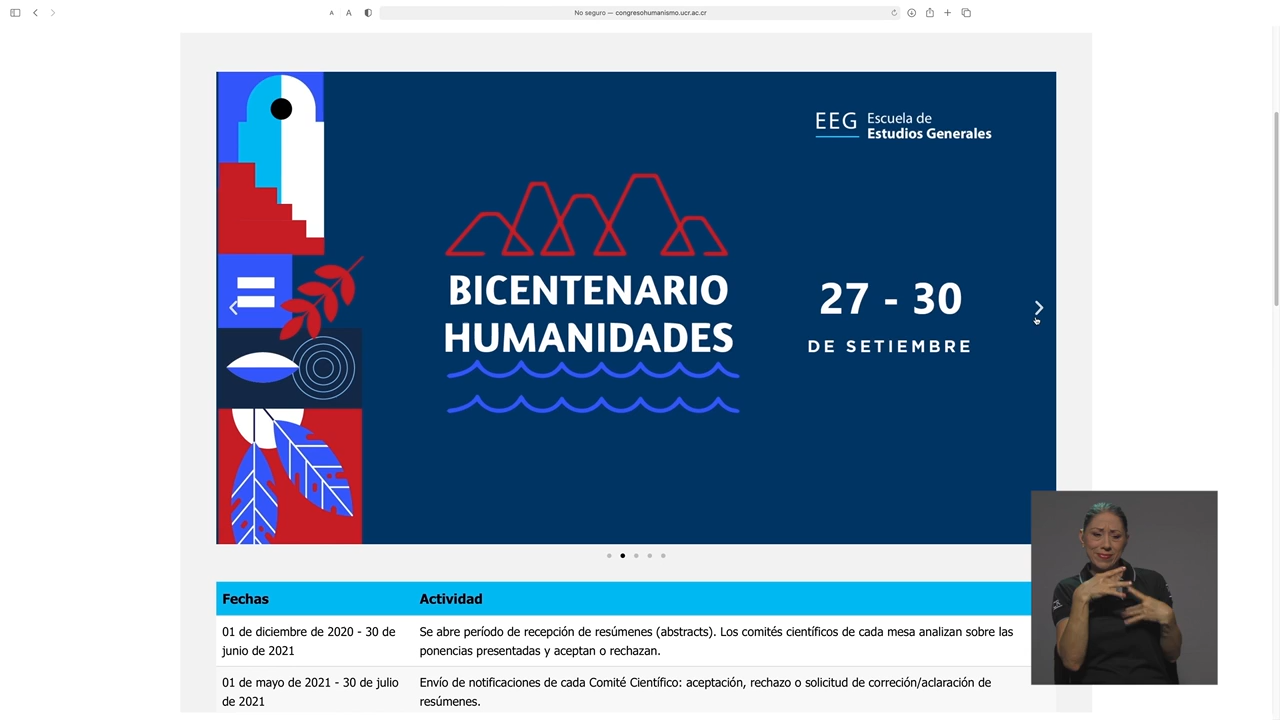 A A No seguro — congresohumanismo.ucr.ac.cr
EEG Escuela de
Estudios Generales
BICENTENARIO
HUMANIDADES
27 - 30
DE SETIEMBRE
Fechas Actividad
01 de diciembre de 2020 - 30 de Se abre período de recepción de resúmenes (abstracts). Los comités científicos de cada mesa analizan sobre las
junio de 2021 ponencias presentadas y aceptan o rechazan.
01 de mayo de 2021 - 30 de julio Envío de notificaciones de cada Comité Científico: aceptación, rechazo o solicitud de correción/aclaración de
de 2021 resúmenes.